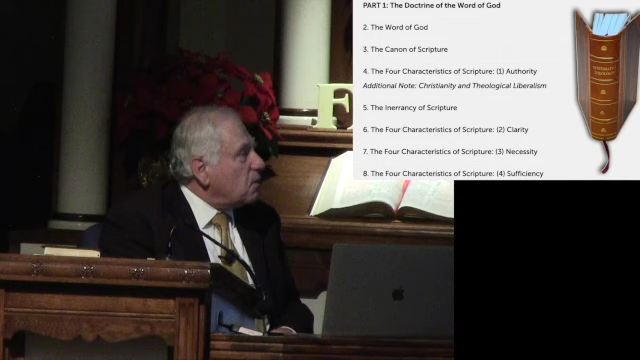 PART 1: The Doctrine of the Word of God
2. The Word of God
3. The Canon of Scripture
4. The Four Characteristics of Scripture: (1) Authority
Additional Note: Christianity and Theological Liberalism
5. The Inerrancy of Scripture
6. The Four Characteristics of Scripture: (2) Clarity
7. The Four Characteristics of Scripture: (3) Necessity
8. The Four Characteristics of Scripture: (4) Sufficiency